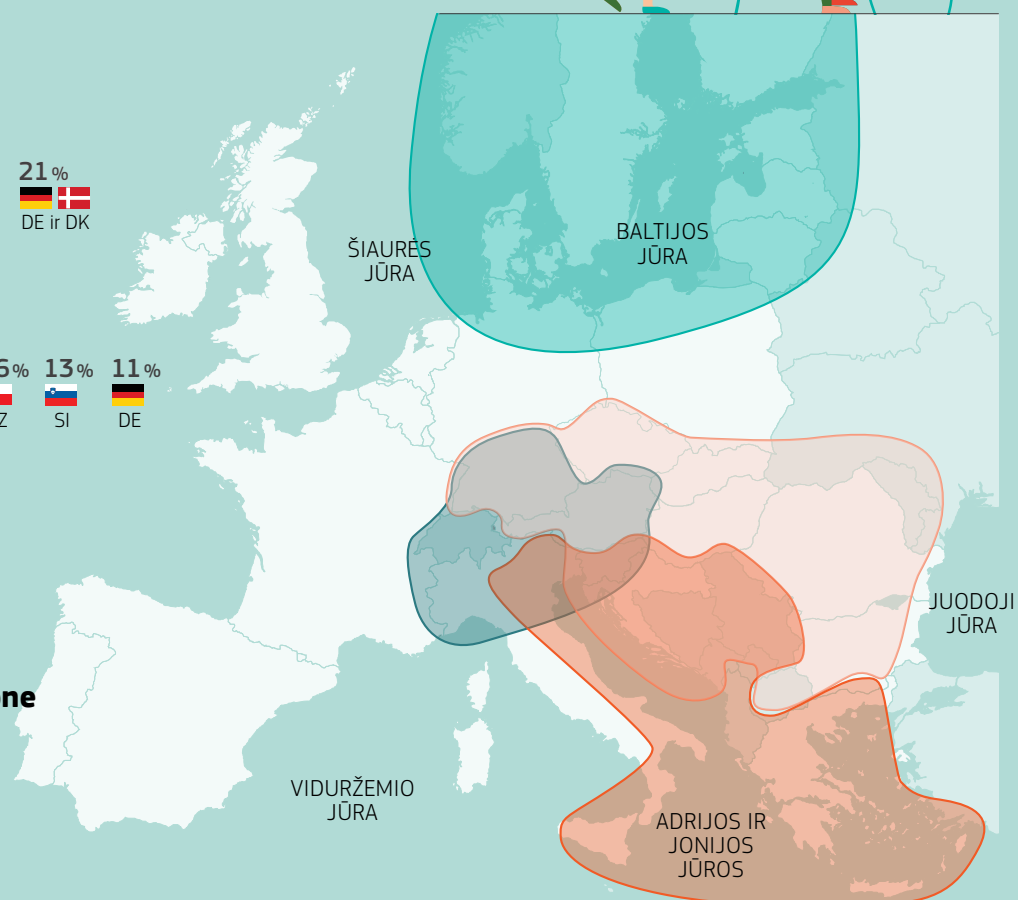 21 %
DE ir DK
13 %
11 %
SI
DE
ŠIAURĖS
JŪRA
BALTIJOS
JŪRA
JUODOJI
JŪRA
VIDURŽEMIO
JŪRA
ADRIJOS IR
JONIJOS
JŪROS